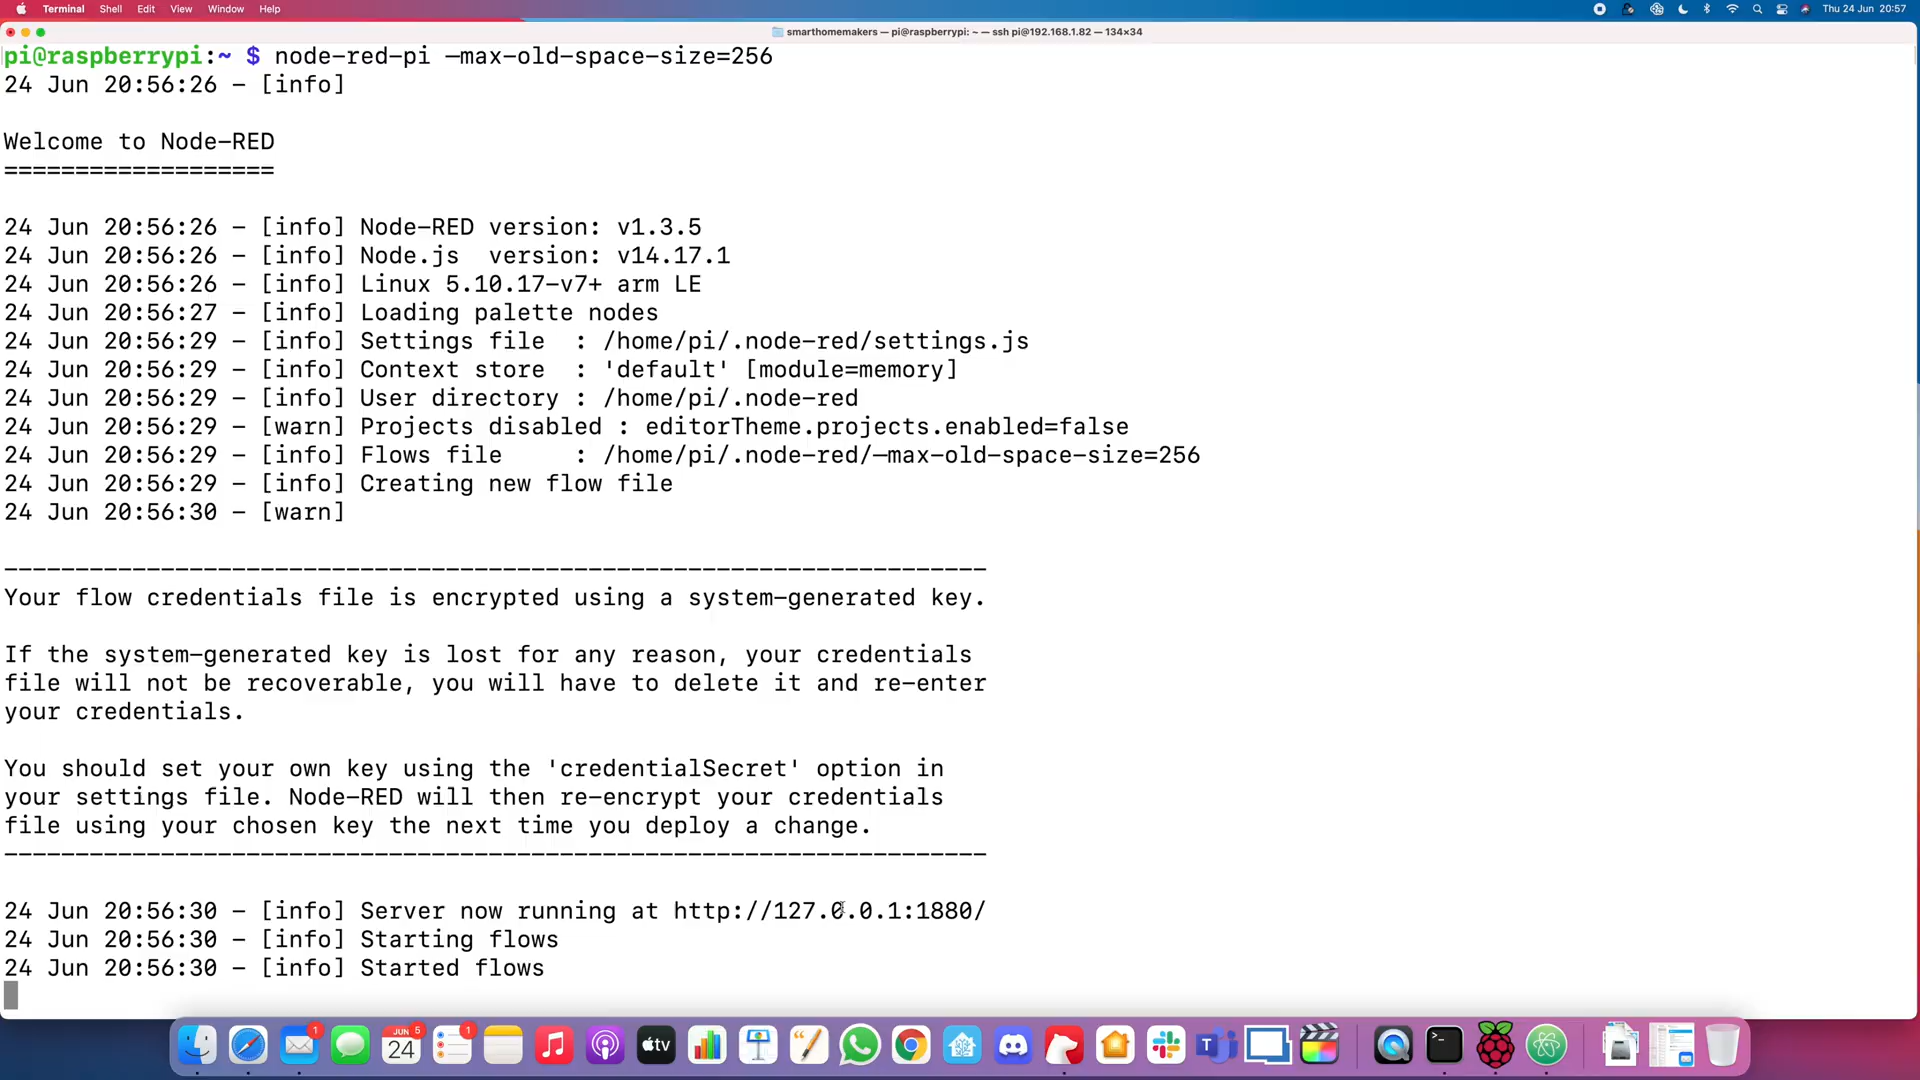 Terminal Shell Edit View Window Help Thu 24 Jun 20:57
smarthomemakers — pi@raspberrypi: ~ — ssh pi@192.168.1.82 — 134×34
pi@raspberrypi:~ $ node-red-pi —max-old-space-size=256
24 Jun 20:56:26 - [info]
Welcome to Node-RED
===================
24 Jun 20:56:26 - [info] Node-RED version: v1.3.5
24 Jun 20:56:26 - [info] Node.js  version: v14.17.1
24 Jun 20:56:26 - [info] Linux 5.10.17-v7+ arm LE
24 Jun 20:56:27 - [info] Loading palette nodes
24 Jun 20:56:29 - [info] Settings file  : /home/pi/.node-red/settings.js
24 Jun 20:56:29 - [info] Context store  : 'default' [module=memory]
24 Jun 20:56:29 - [info] User directory : /home/pi/.node-red
24 Jun 20:56:29 - [warn] Projects disabled : editorTheme.projects.enabled=false
24 Jun 20:56:29 - [info] Flows file     : /home/pi/.node-red/—max-old-space-size=256
24 Jun 20:56:29 - [info] Creating new flow file
24 Jun 20:56:30 - [warn]
---------------------------------------------------------------------
Your flow credentials file is encrypted using a system-generated key.
If the system-generated key is lost for any reason, your credentials
file will not be recoverable, you will have to delete it and re-enter
your credentials.
You should set your own key using the 'credentialSecret' option in
your settings file. Node-RED will then re-encrypt your credentials
file using your chosen key the next time you deploy a change.
---------------------------------------------------------------------
24 Jun 20:56:30 - [info] Server now running at http://127.0.0.1:1880/
24 Jun 20:56:30 - [info] Starting flows
24 Jun 20:56:30 - [info] Started flows
1 JUN 5 24 1 tv T